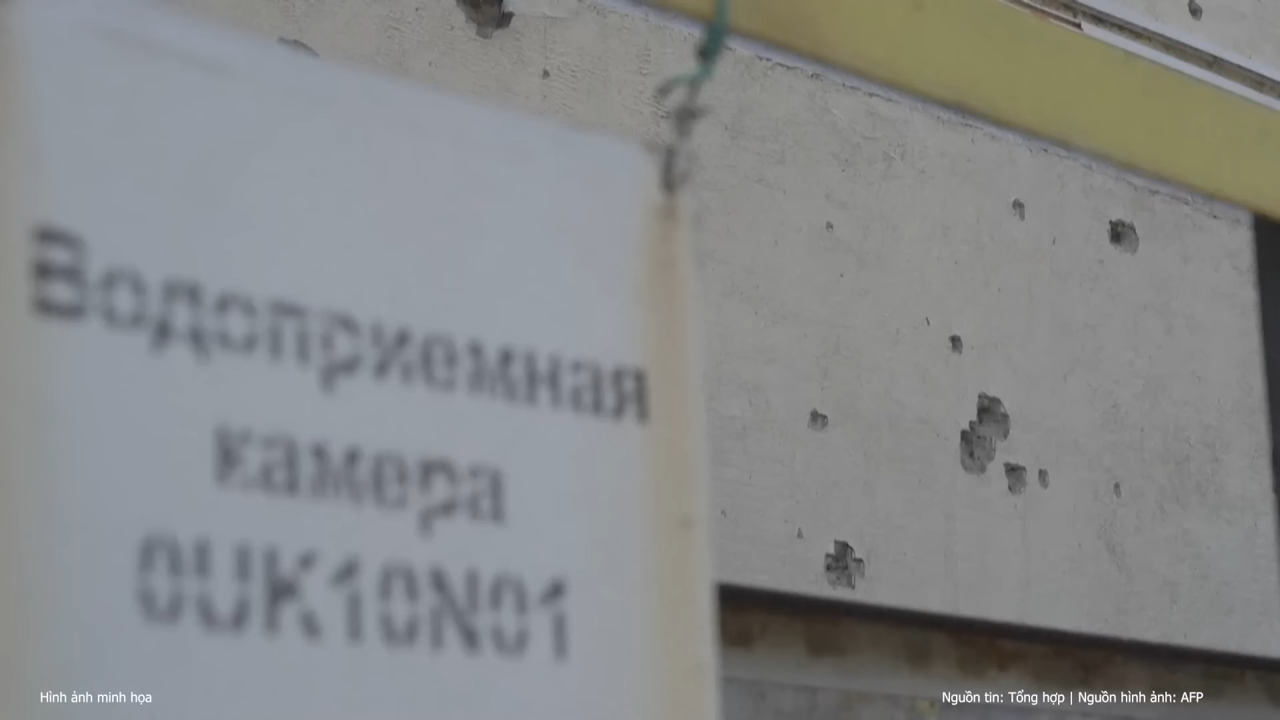 Водоприемная
камера
0UK10N01
Hình ảnh minh họa
Nguồn tin: Tổng hợp | Nguồn hình ảnh: AFP